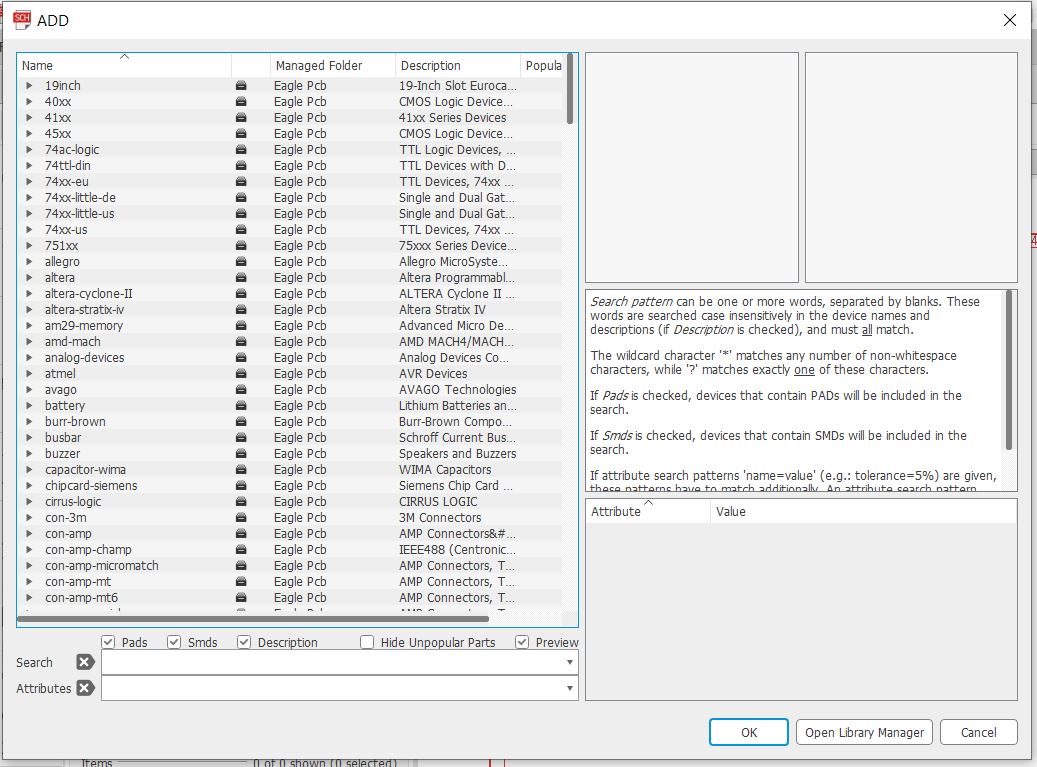 SCH ADD
Name Managed Folder Description Popula
19inch Eagle Pcb 19-Inch Slot Euroca...
40xx Eagle Pcb CMOS Logic Device...
41xx Eagle Pcb 41xx Series Devices
45xx Eagle Pcb CMOS Logic Device...
74ac-logic Eagle Pcb TTL Logic Devices, ...
74ttl-din Eagle Pcb TTL Devices with D...
74xx-eu Eagle Pcb TTL Devices, 74xx ...
74xx-little-de Eagle Pcb Single and Dual Gat...
74xx-little-us Eagle Pcb Single and Dual Gat...
74xx-us Eagle Pcb TTL Devices, 74xx ...
751xx Eagle Pcb 75xxx Series Device...
allegro Eagle Pcb Allegro MicroSyste...
altera Eagle Pcb Altera Programmabl...
altera-cyclone-II Eagle Pcb ALTERA Cyclone II ...
altera-stratix-iv Eagle Pcb Altera Stratix IV
am29-memory Eagle Pcb Advanced Micro De...
amd-mach Eagle Pcb AMD MACH4/MACH...
analog-devices Eagle Pcb Analog Devices Co...
atmel Eagle Pcb AVR Devices
avago Eagle Pcb AVAGO Technologies
battery Eagle Pcb Lithium Batteries an...
burr-brown Eagle Pcb Burr-Brown Compo...
busbar Eagle Pcb Schroff Current Bus...
buzzer Eagle Pcb Speakers and Buzzers
capacitor-wima Eagle Pcb WIMA Capacitors
chipcard-siemens Eagle Pcb Siemens Chip Card ...
cirrus-logic Eagle Pcb CIRRUS LOGIC
con-3m Eagle Pcb 3M Connectors
con-amp Eagle Pcb AMP Connectors&#...
con-amp-champ Eagle Pcb IEEE488 (Centronic...
con-amp-micromatch Eagle Pcb AMP Connectors, T...
con-amp-mt Eagle Pcb AMP Connectors, T...
con-amp-mt6 Eagle Pcb AMP Connectors, T...
Search pattern can be one or more words, separated by blanks. These
words are searched case insensitively in the device names and
descriptions (if Description is checked), and must all match.
The wildcard character '*' matches any number of non-whitespace
characters, while '?' matches exactly one of these characters.
If Pads is checked, devices that contain PADs will be included in the
search.
If Smds is checked, devices that contain SMDs will be included in the
search.
If attribute search patterns 'name=value' (e.g.: tolerance=5%) are given,
these patterns have to match additionally. An attribute search pattern
Attribute Value
Pads Smds Description Hide Unpopular Parts Preview
Search
Attributes
OK Open Library Manager Cancel
Items 0 of 0 shown (0 selected)